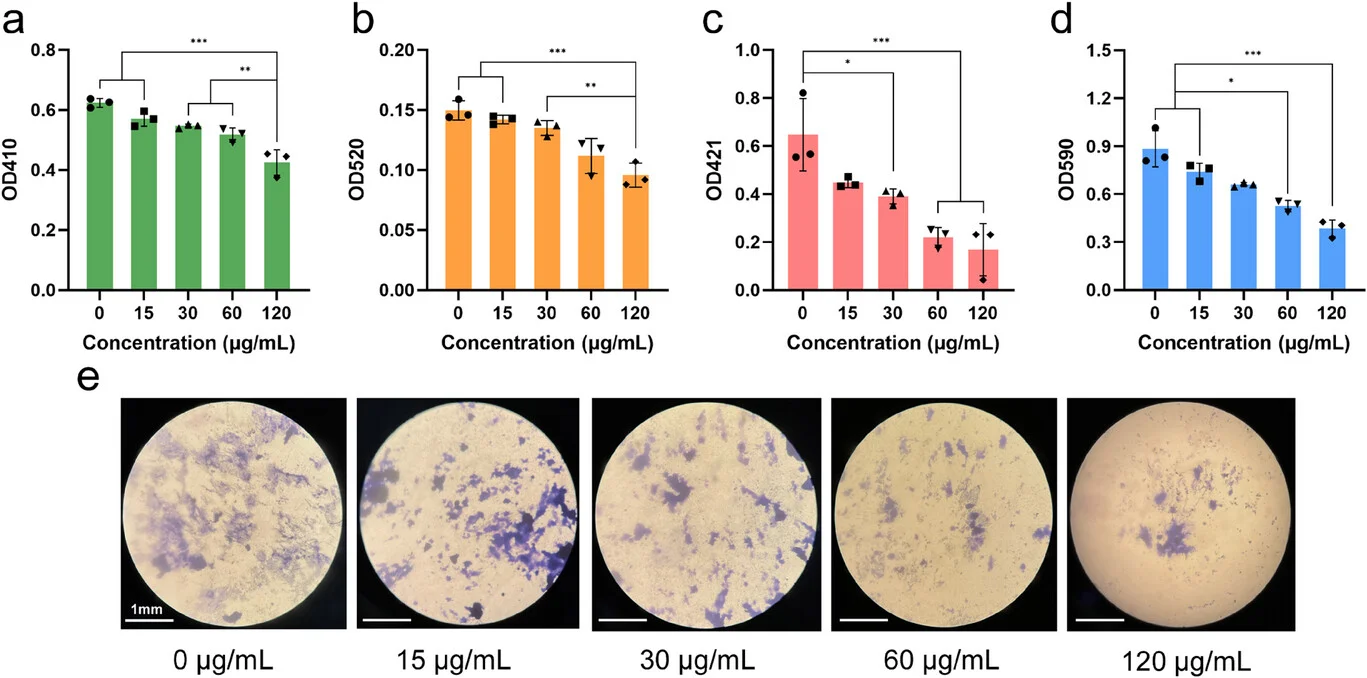 a
***
**
0.8
0.6
0.4
0.2
0.0
OD410
0 15 30 60 120
Concentration (µg/mL)
b
***
**
0.20
0.15
0.10
0.05
0.00
OD520
0 15 30 60 120
Concentration (µg/mL)
c
***
*
1.0
0.8
0.6
0.4
0.2
0.0
OD421
0 15 30 60 120
Concentration (µg/mL)
d
***
*
1.5
1.2
0.9
0.6
0.3
0.0
OD590
0 15 30 60 120
Concentration (µg/mL)
e
1mm
0 µg/mL
15 µg/mL
30 µg/mL
60 µg/mL
120 µg/mL